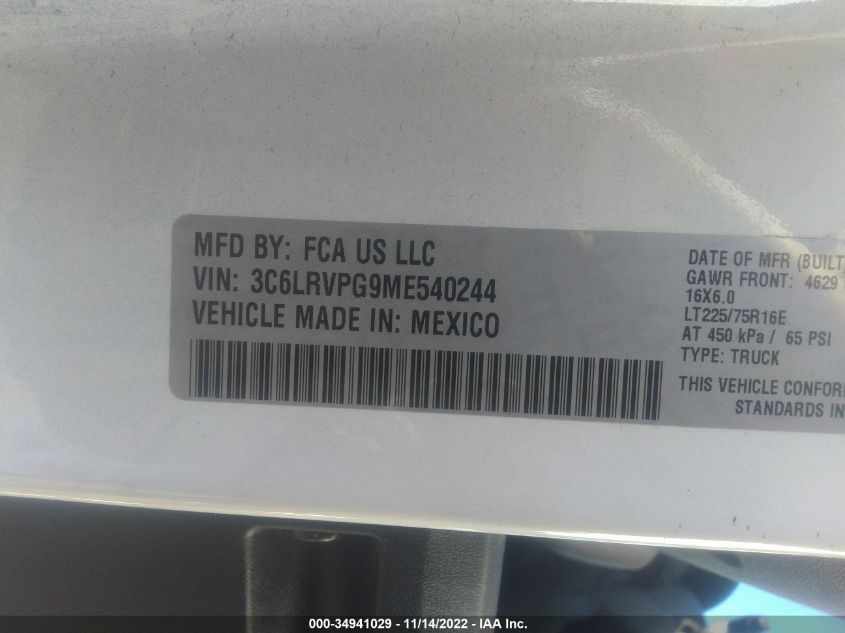 MFD BY: FCA US LLC
VIN: 3C6LRVPG9ME540244
VEHICLE MADE IN: MEXICO
DATE OF MFR (BUILT
GAWR FRONT: 4629
16X6.0
LT225/75R16E
AT 450 kPa / 65 PSI
TYPE: TRUCK
THIS VEHICLE CONFOR
STANDARDS IN
000-34941029 - 11/14/2022 - IAA Inc.